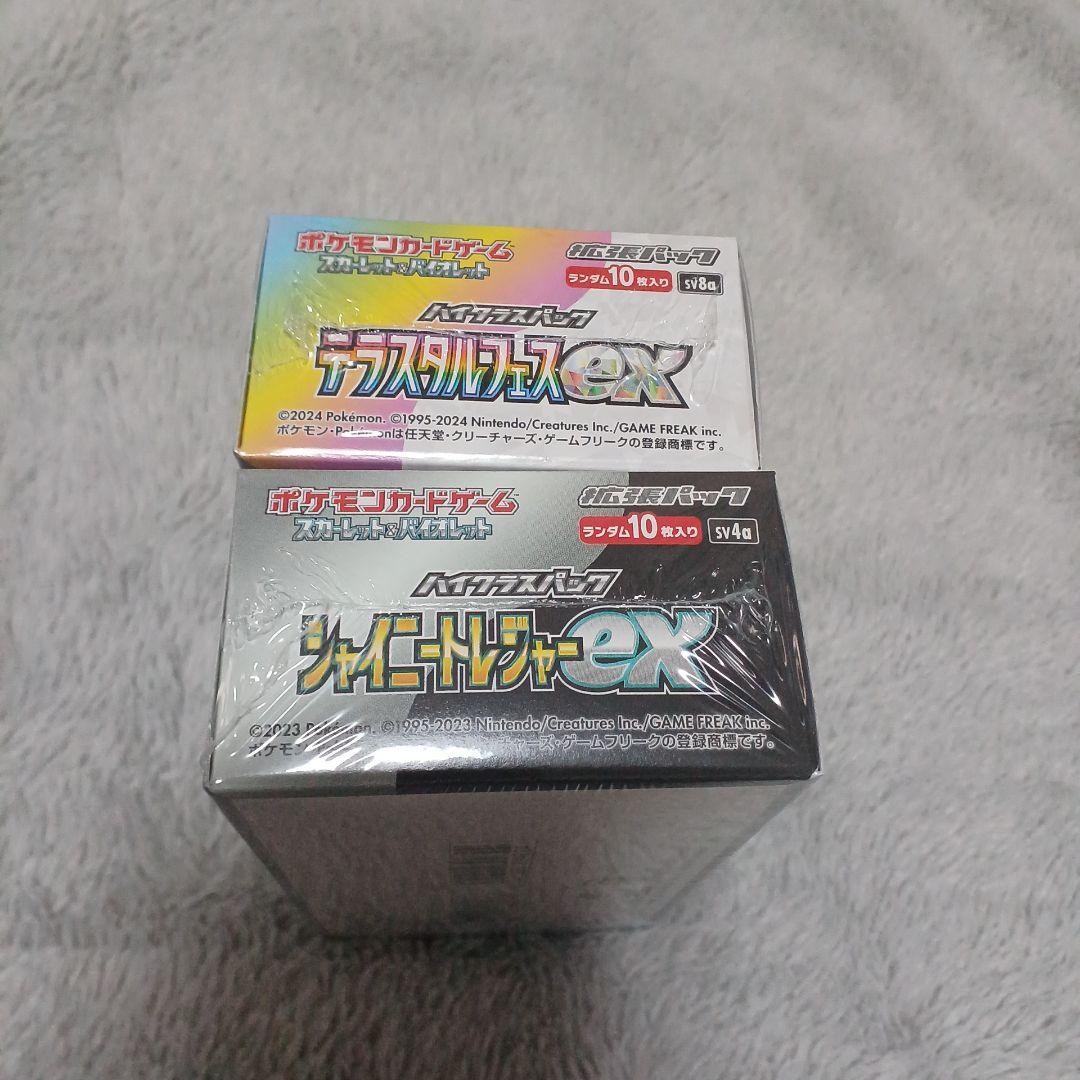 ポケモンカードゲーム
スカーレット&バイオレット
拡張パック
ランダム10枚入り sv8a
ハイクラスパック
テラスタルフェスex
©2024 Pokémon. ©1995-2024 Nintendo/Creatures Inc./GAME FREAK inc.
ポケモン・Pokémonは任天堂・クリーチャーズ・ゲームフリークの登録商標です。
ポケモンカードゲーム
スカーレット&バイオレット
拡張パック
ランダム10枚入り sv4a
ハイクラスパック
シャイニートレジャーex
©2023 Pokémon. ©1995-2023 Nintendo/Creatures Inc./GAME FREAK inc.
ポケモン チャーズ・ゲームフリークの登録商標です。